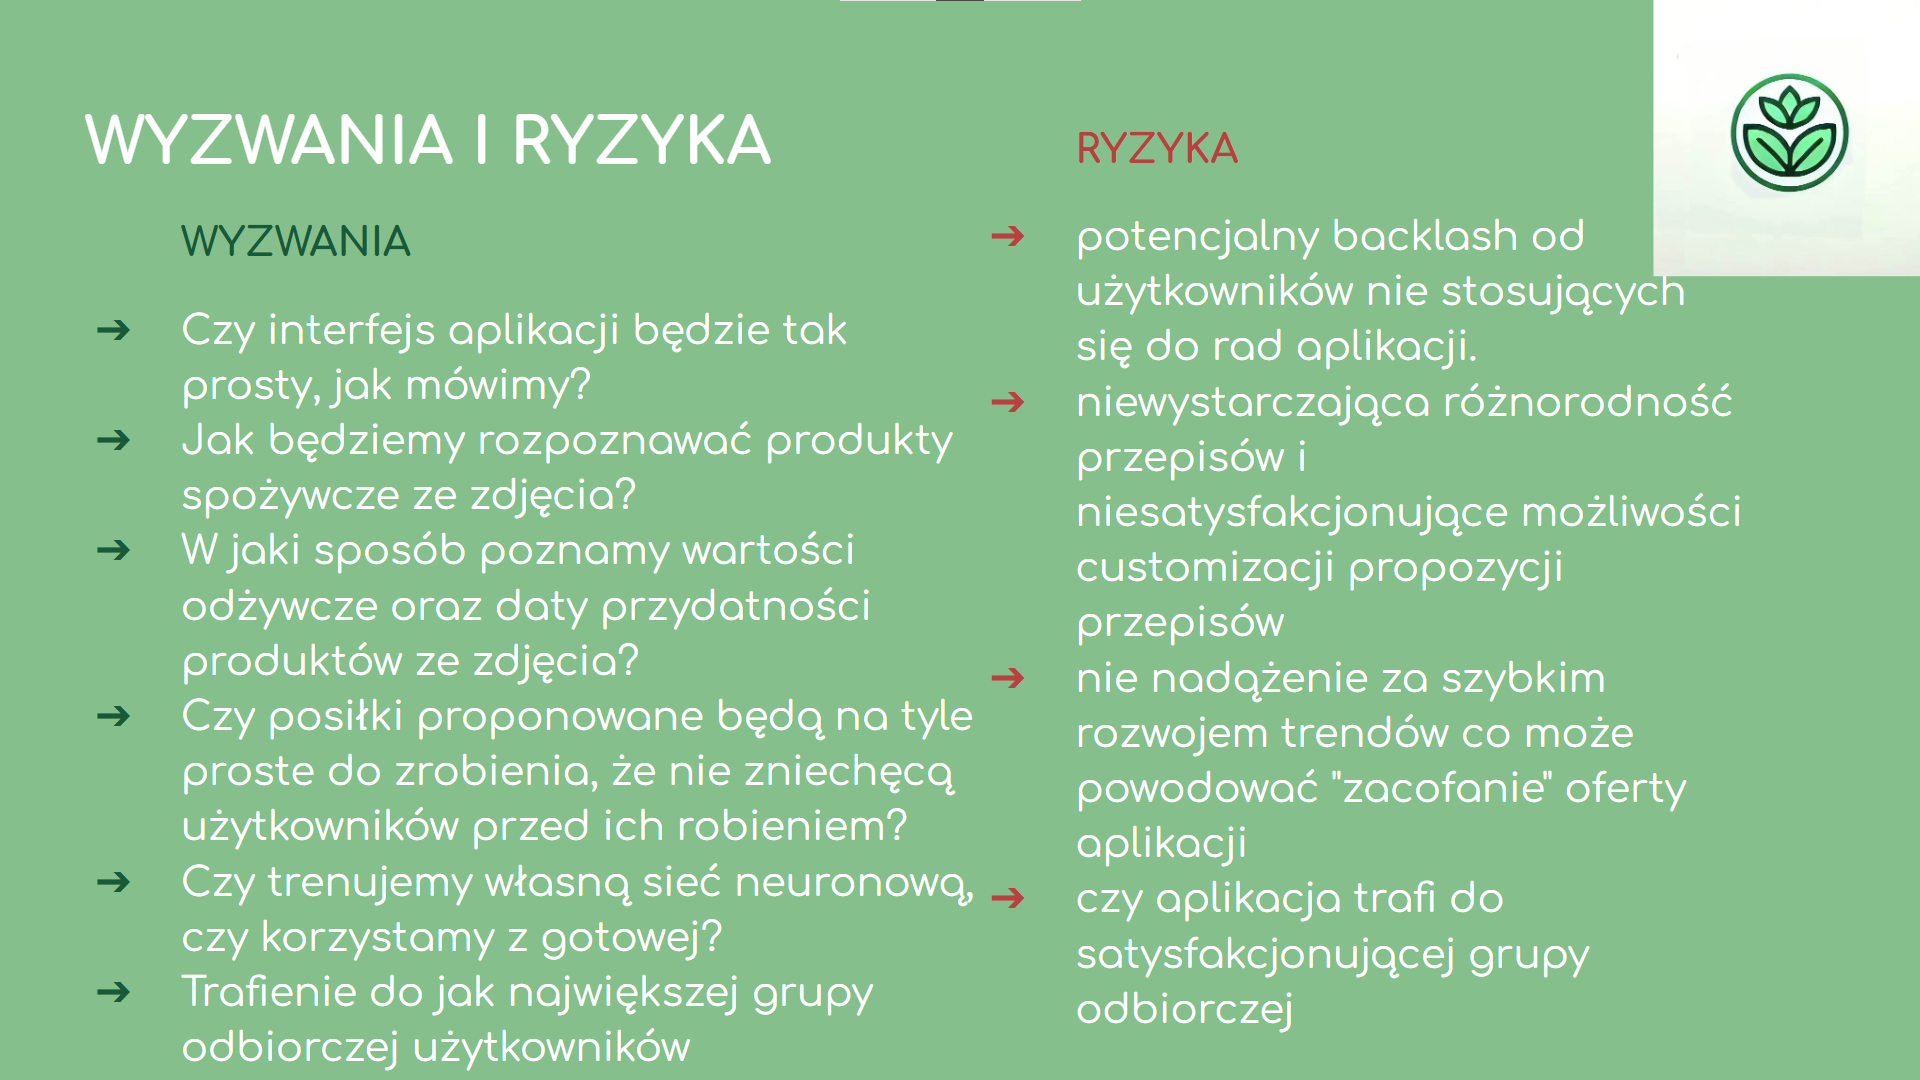 WYZWANIA I RYZYKA
WYZWANIA
➔ Czy interfejs aplikacji będzie tak
prosty, jak mówimy?
➔ Jak będziemy rozpoznawać produkty
spożywcze ze zdjęcia?
➔ W jaki sposób poznamy wartości
odżywcze oraz daty przydatności
produktów ze zdjęcia?
➔ Czy posiłki proponowane będą na tyle
proste do zrobienia, że nie zniechęcą
użytkowników przed ich robieniem?
➔ Czy trenujemy własną sieć neuronową,
czy korzystamy z gotowej?
➔ Trafienie do jak największej grupy
odbiorczej użytkowników
RYZYKA
➔ potencjalny backlash od
użytkowników nie stosujących
się do rad aplikacji.
➔ niewystarczająca różnorodność
przepisów i
niesatysfakcjonujące możliwości
customizacji propozycji
przepisów
➔ nie nadążenie za szybkim
rozwojem trendów co może
powodować "zacofanie" oferty
aplikacji
➔ czy aplikacja trafi do
satysfakcjonującej grupy
odbiorczej